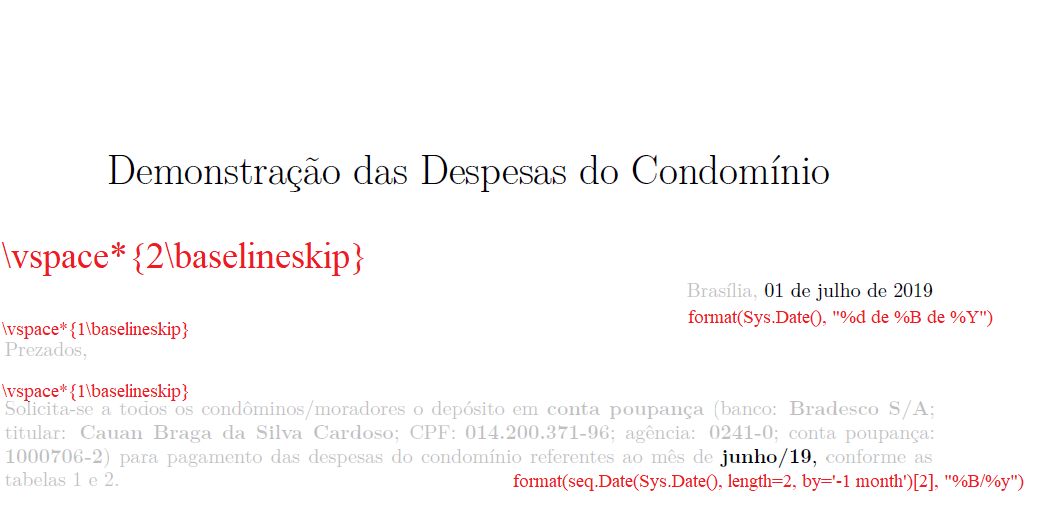 Demonstração das Despesas do Condomínio
\vspace*{2\baselineskip}
Brasília, 01 de julho de 2019
format(Sys.Date(), "%d de %B de %Y")
\vspace*{1\baselineskip}
Prezados,
\vspace*{1\baselineskip}
Solicita-se a todos os condôminos/moradores o depósito em conta poupança (banco: Bradesco S/A;
titular: Cauan Braga da Silva Cardoso; CPF: 014.200.371-96; agência: 0241-0; conta poupança:
1000706-2) para pagamento das despesas do condomínio referentes ao mês de junho/19, conforme as
tabelas 1 e 2.
format(seq.Date(Sys.Date(), length=2, by='-1 month')[2], "%B/%y")